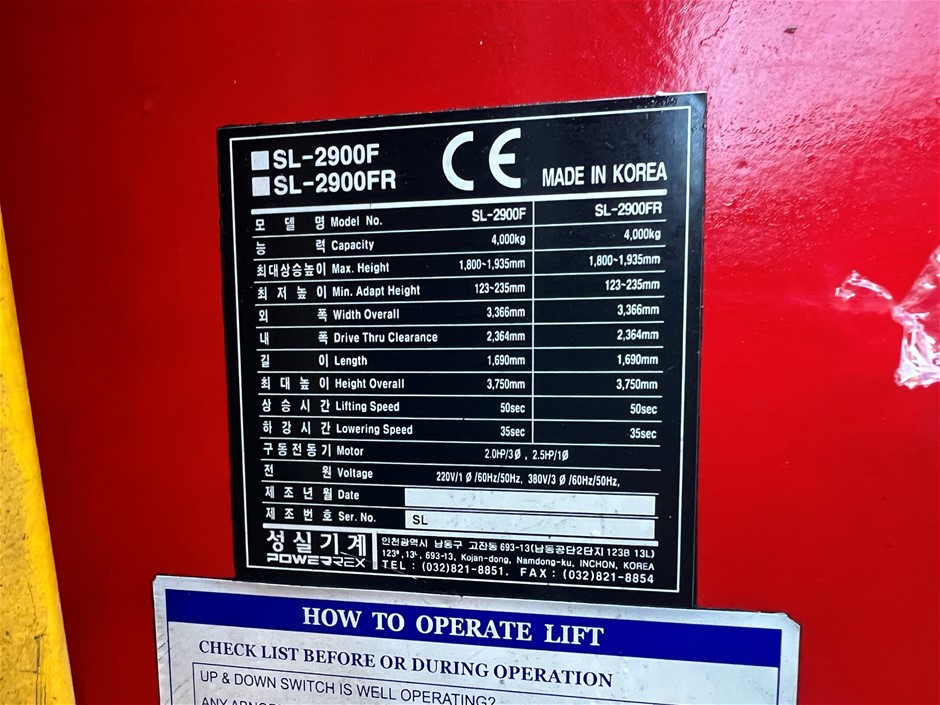 SL-2900F
SL-2900FR
CE
MADE IN KOREA
모 델 명 Model No. SL-2900F SL-2900FR
능 력 Capacity 4,000kg 4,000kg
최대상승높이 Max. Height 1,800~1,935mm 1,800~1,935mm
최 저 높 이 Min. Adapt Height 123~235mm 123~235mm
외 폭 Width Overall 3,366mm 3,366mm
내 폭 Drive Thru Clearance 2,364mm 2,364mm
길 이 Length 1,690mm 1,690mm
최 대 높 이 Height Overall 3,750mm 3,750mm
상 승 시 간 Lifting Speed 50sec 50sec
하 강 시 간 Lowering Speed 35sec 35sec
구 동 전 동 기 Motor 2.0HP/3Ø , 2.5HP/1Ø
전 원 Voltage 220V/1 Ø /60Hz/50Hz, 380V/3 Ø /60Hz/50Hz,
제 조 년 월 Date
제 조 번 호 Ser. No. SL
성실기계
POWERREX
인천광역시 남동구 고잔동 693-13(남동공단2단지 123B 13L)
123ᴮ,13ᴸ, 693-13, Kojan-dong, Namdong-ku, INCHON, KOREA
TEL : (032)821-8851. FAX : (032)821-8854
HOW TO OPERATE LIFT
CHECK LIST BEFORE OR DURING OPERATION
UP & DOWN SWITCH IS WELL OPERATING?
ANY